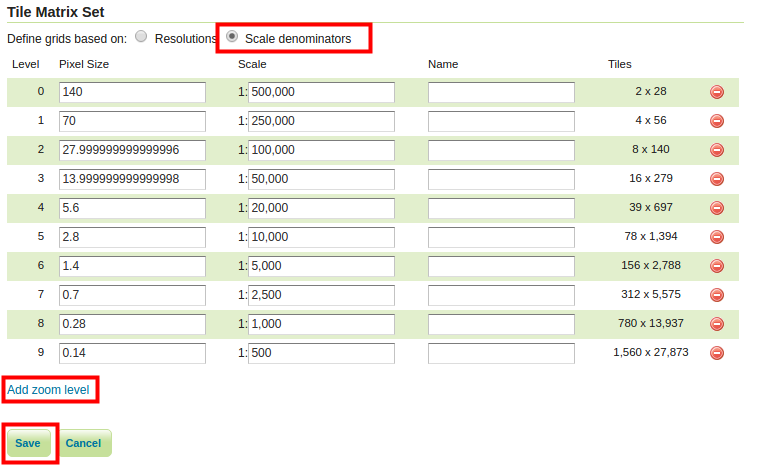 Tile Matrix Set
Define grids based on: Resolutions Scale denominators
Level Pixel Size Scale Name Tiles
0 140 1: 500,000 2 x 28
1 70 1: 250,000 4 x 56
2 27.999999999999996 1: 100,000 8 x 140
3 13.999999999999998 1: 50,000 16 x 279
4 5.6 1: 20,000 39 x 697
5 2.8 1: 10,000 78 x 1,394
6 1.4 1: 5,000 156 x 2,788
7 0.7 1: 2,500 312 x 5,575
8 0.28 1: 1,000 780 x 13,937
9 0.14 1: 500 1,560 x 27,873
Add zoom level
Save Cancel